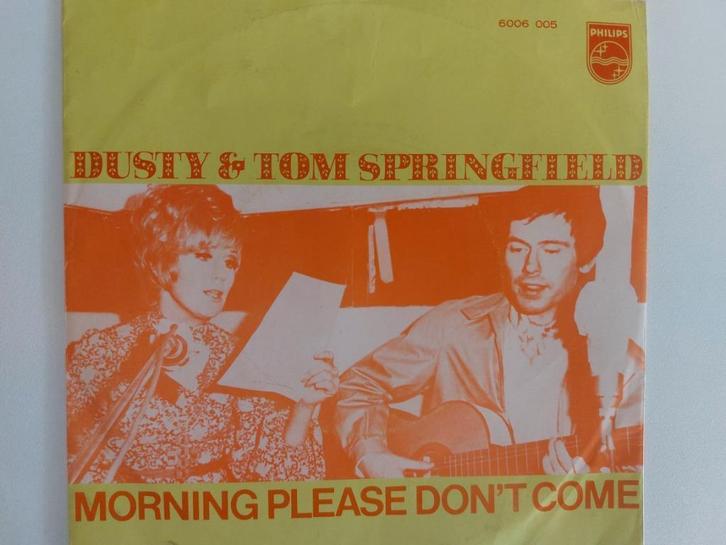 6006 005
PHILIPS
DUSTY & TOM SPRINGFIELD
MORNING PLEASE DON'T COME